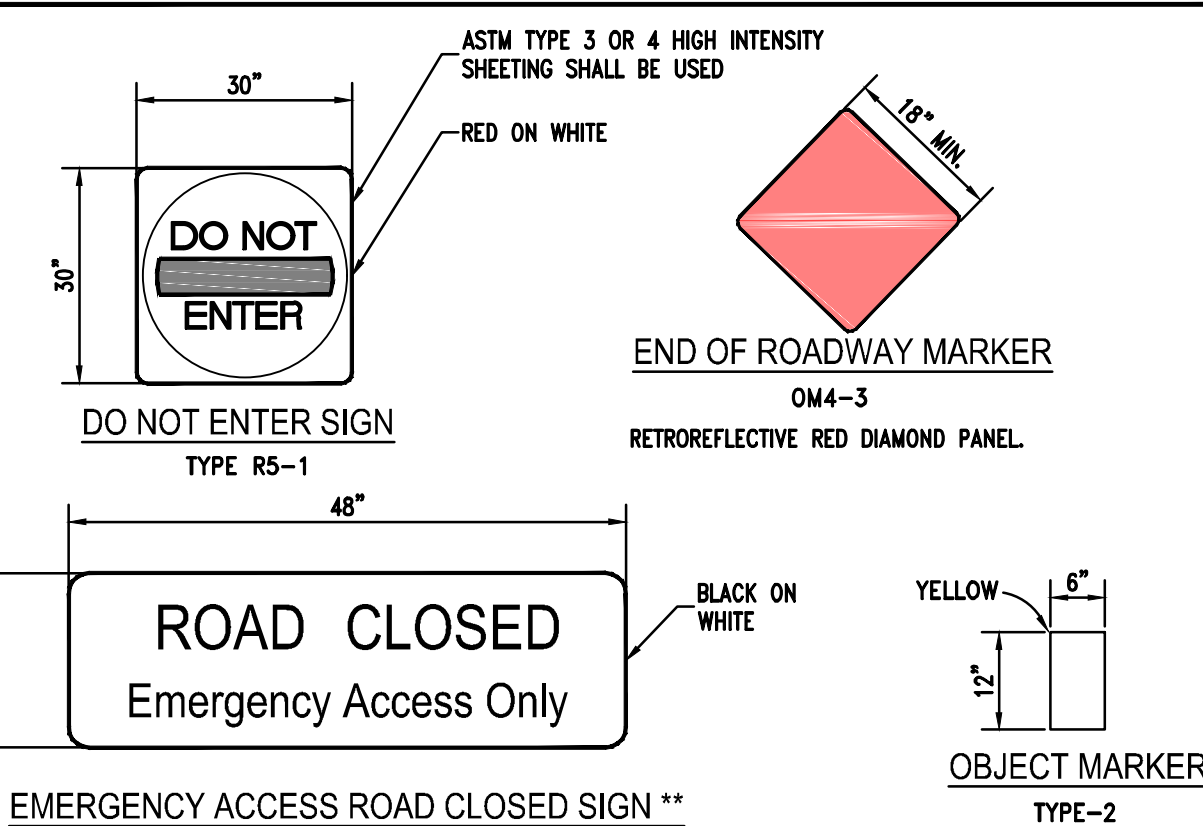 ASTM TYPE 3 OR 4 HIGH INTENSITY
SHEETING SHALL BE USED
30"
RED ON WHITE
30"
DO NOT
ENTER
DO NOT ENTER SIGN
TYPE R5-1
18" MIN.
END OF ROADWAY MARKER
OM4-3
RETROREFLECTIVE RED DIAMOND PANEL.
48"
ROAD CLOSED
Emergency Access Only
BLACK ON
WHITE
EMERGENCY ACCESS ROAD CLOSED SIGN **
YELLOW
6"
12"
OBJECT MARKER
TYPE-2